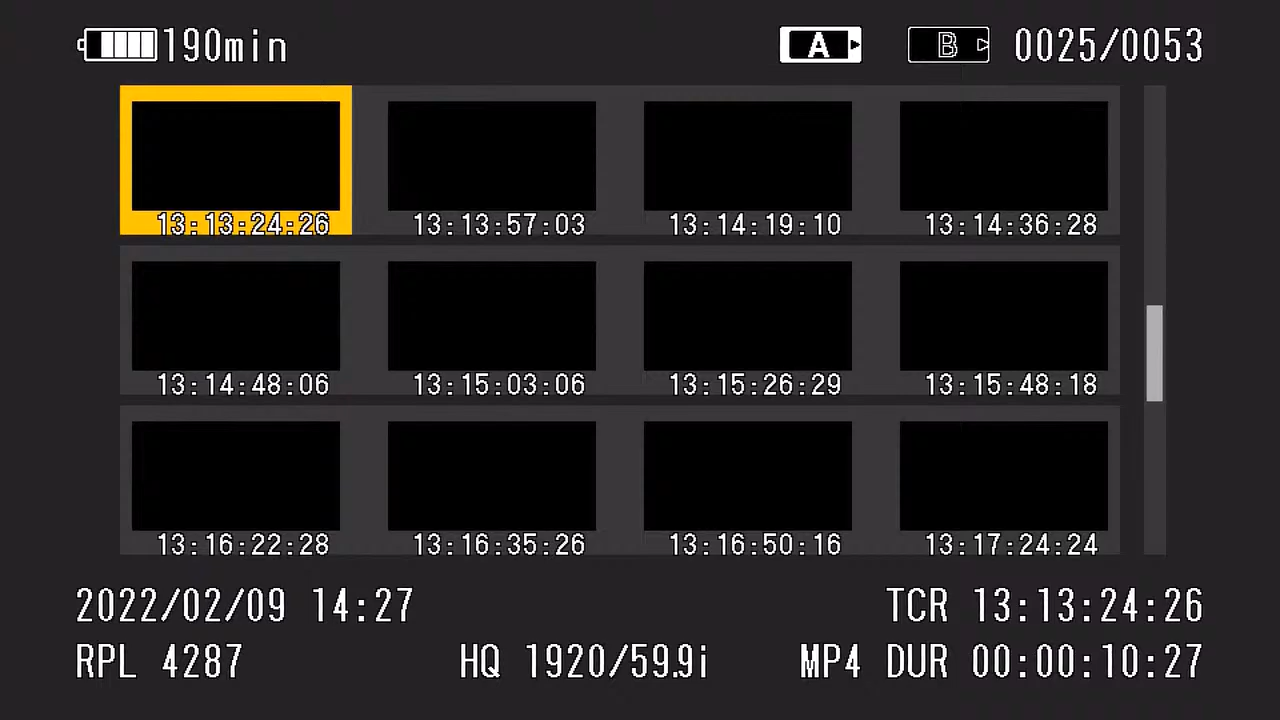 190min A B 0025/0053
13:13:24:26 13:13:57:03 13:14:19:10 13:14:36:28
13:14:48:06 13:15:03:06 13:15:26:29 13:15:48:18
13:16:22:28 13:16:35:26 13:16:50:16 13:17:24:24
2022/02/09 14:27 TCR 13:13:24:26
RPL 4287 HQ 1920/59.9i MP4 DUR 00:00:10:27